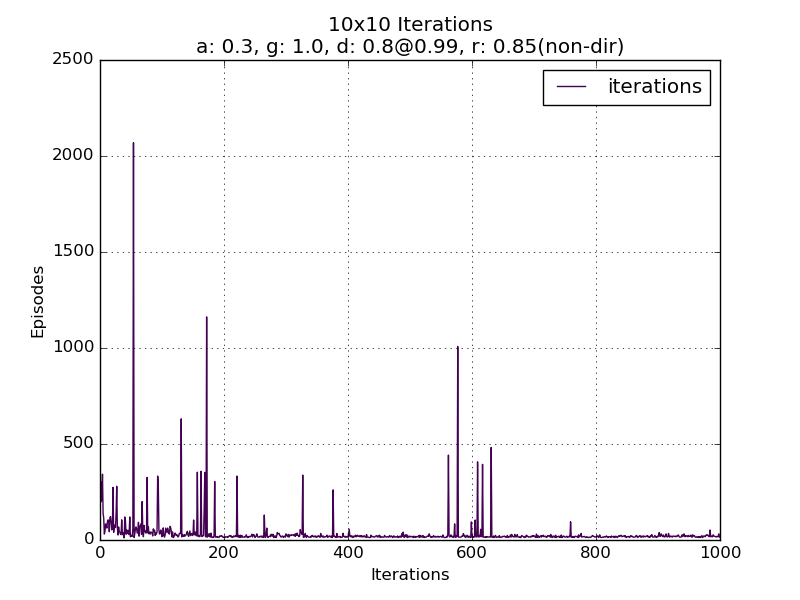 10x10 Iterations
a: 0.3, g: 1.0, d: 0.8@0.99, r: 0.85(non-dir)
2500
iterations
2000
1500
Episodes
1000
500
0
0 200 400 600 800 1000
Iterations